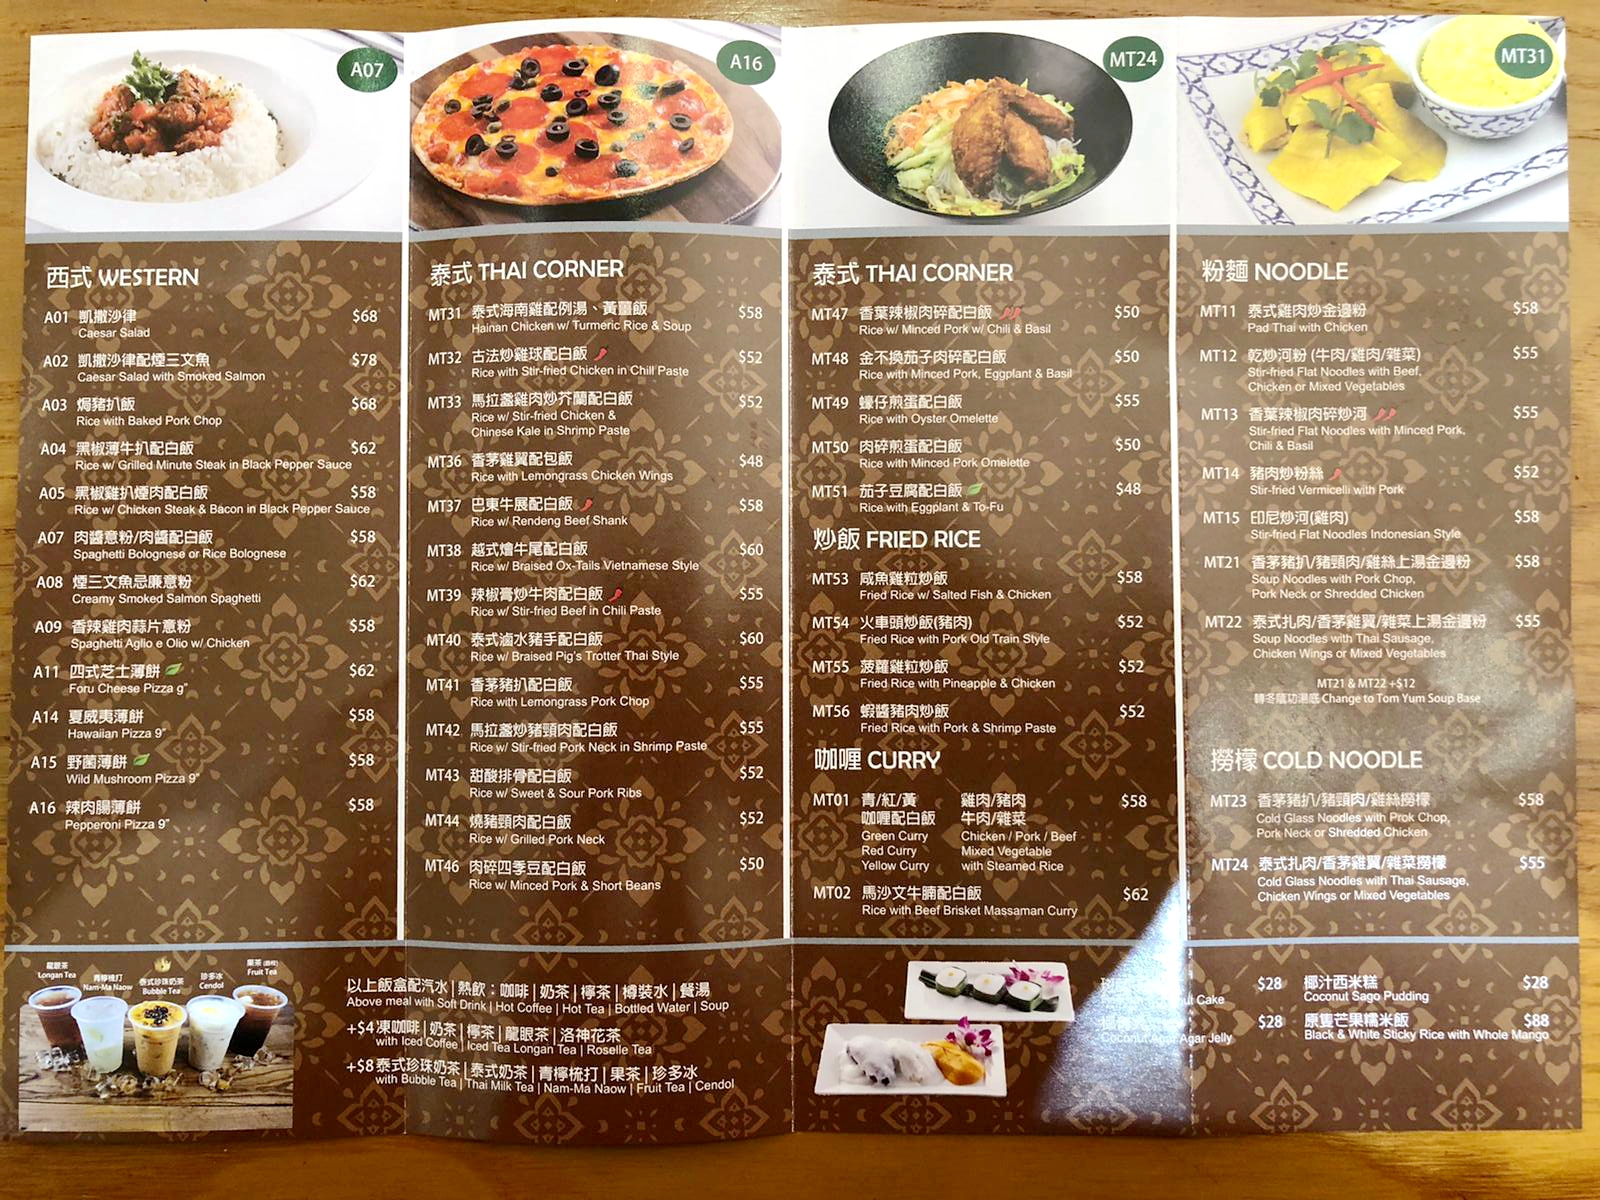 A07
西式 WESTERN
A01 凱撒沙律 $68
Caesar Salad
A02 凱撒沙律配煙三文魚 $78
Caesar Salad with Smoked Salmon
A03 焗豬扒飯 $68
Rice with Baked Pork Chop
A04 黑椒薄牛扒配白飯 $62
Rice w/ Grilled Minute Steak in Black Pepper Sauce
A05 黑椒雞扒煙肉配白飯 $58
Rice w/ Chicken Steak & Bacon in Black Pepper Sauce
A07 肉醬意粉/肉醬配白飯 $58
Spaghetti Bolognese or Rice Bolognese
A08 煙三文魚忌廉意粉 $62
Creamy Smoked Salmon Spaghetti
A09 香辣雞肉蒜片意粉 $58
Spaghetti Aglio e Olio w/ Chicken
A11 四式芝士薄餅 $62
Foru Cheese Pizza g"
A14 夏威夷薄餅 $58
Hawaiian Pizza 9"
A15 野菌薄餅 $58
Wild Mushroom Pizza 9"
A16 辣肉腸薄餅 $58
Pepperoni Pizza 9"
A16
泰式 THAI CORNER
MT31 泰式海南雞配例湯、黃薑飯 $58
Hainan Chicken w/ Turmeric Rice & Soup
MT32 古法炒雞球配白飯 $52
Rice with Stir-fried Chicken in Chill Paste
MT33 馬拉盞雞肉炒芥蘭配白飯 $52
Rice w/ Stir-fried Chicken &
Chinese Kale in Shrimp Paste
MT36 香茅雞翼配包飯 $48
Rice with Lemongrass Chicken Wings
MT37 巴東牛展配白飯 $58
Rice w/ Rendeng Beef Shank
MT38 越式燴牛尾配白飯 $60
Rice w/ Braised Ox-Tails Vietnamese Style
MT39 辣椒膏炒牛肉配白飯 $55
Rice w/ Stir-fried Beef in Chili Paste
MT40 泰式滷水豬手配白飯 $60
Rice w/ Braised Pig's Trotter Thai Style
MT41 香茅豬扒配白飯 $55
Rice with Lemongrass Pork Chop
MT42 馬拉盞炒豬頸肉配白飯 $55
Rice w/ Stir-fried Pork Neck in Shrimp Paste
MT43 甜酸排骨配白飯 $52
Rice w/ Sweet & Sour Pork Ribs
MT44 燒豬頸肉配白飯 $52
Rice w/ Grilled Pork Neck
MT46 肉碎四季豆配白飯 $50
Rice w/ Minced Pork & Short Beans
MT24
泰式 THAI CORNER
MT47 香葉辣椒肉碎配白飯 $50
Rice w/ Minced Pork w/ Chili & Basil
MT48 金不換茄子肉碎配白飯 $50
Rice with Minced Pork, Eggplant & Basil
MT49 蠔仔煎蛋配白飯 $55
Rice with Oyster Omelette
MT50 肉碎煎蛋配白飯 $50
Rice with Minced Pork Omelette
MT51 茄子豆腐配白飯 $48
Rice with Eggplant & To-Fu
炒飯 FRIED RICE
MT53 咸魚雞粒炒飯 $58
Fried Rice w/ Salted Fish & Chicken
MT54 火車頭炒飯(豬肉) $52
Fried Rice with Pork Old Train Style
MT55 菠蘿雞粒炒飯 $52
Fried Rice with Pineapple & Chicken
MT56 蝦醬豬肉炒飯 $52
Fried Rice with Pork & Shrimp Paste
咖喱 CURRY
MT01 青/紅/黃 雞肉/豬肉 $58
咖喱配白飯 牛肉/雜菜
Green Curry Chicken / Pork / Beef
Red Curry Mixed Vegetable
Yellow Curry with Steamed Rice
MT02 馬沙文牛腩配白飯 $62
Rice with Beef Brisket Massaman Curry
MT31
粉麵 NOODLE
MT11 泰式雞肉炒金邊粉 $58
Pad Thai with Chicken
MT12 乾炒河粉 (牛肉/雞肉/雜菜) $55
Stir-fried Flat Noodles with Beef,
Chicken or Mixed Vegetables
MT13 香葉辣椒肉碎炒河 $55
Stir-fried Flat Noodles with Minced Pork,
Chili & Basil
MT14 豬肉炒粉絲 $52
Stir-fried Vermicelli with Pork
MT15 印尼炒河(雞肉) $58
Stir-fried Flat Noodles Indonesian Style
MT21 香茅豬扒/豬頸肉/雞絲上湯金邊粉 $58
Soup Noodles with Pork Chop,
Pork Neck or Shredded Chicken
MT22 泰式扎肉/香茅雞翼/雜菜上湯金邊粉 $55
Soup Noodles with Thai Sausage,
Chicken Wings or Mixed Vegetables
MT21 & MT22 +$12
轉冬蔭功湯底 Change to Tom Yum Soup Base
撈檬 COLD NOODLE
MT23 香茅豬扒/豬頸肉/雞絲撈檬 $58
Cold Glass Noodles with Prok Chop,
Pork Neck or Shredded Chicken
MT24 泰式扎肉/香茅雞翼/雜菜撈檬 $55
Cold Glass Noodles with Thai Sausage,
Chicken Wings or Mixed Vegetables
龍眼茶
Longan Tea
青檸梳打
Nam-Ma Naow
泰式珍珠奶茶
Bubble Tea
珍多冰
Cendol
果茶
Fruit Tea
以上飯盒配汽水 | 熱飲：咖啡 | 奶茶 | 檸茶 | 樽裝水 | 餐湯
Above meal with Soft Drink | Hot Coffee | Hot Tea | Bottled Water | Soup
+$4 凍咖啡 | 奶茶 | 檸茶 | 龍眼茶 | 洛神花茶
with Iced Coffee | Iced Tea Longan Tea | Roselle Tea
+$8 泰式珍珠奶茶 | 泰式奶茶 | 青檸梳打 | 果茶 | 珍多冰
with Bubble Tea | Thai Milk Tea | Nam-Ma Naow | Fruit Tea | Cendol
$28
Cake
$28
Coconut Agar Agar Jelly
椰汁西米糕 $28
Coconut Sago Pudding
原隻芒果糯米飯 $88
Black & White Sticky Rice with Whole Mango